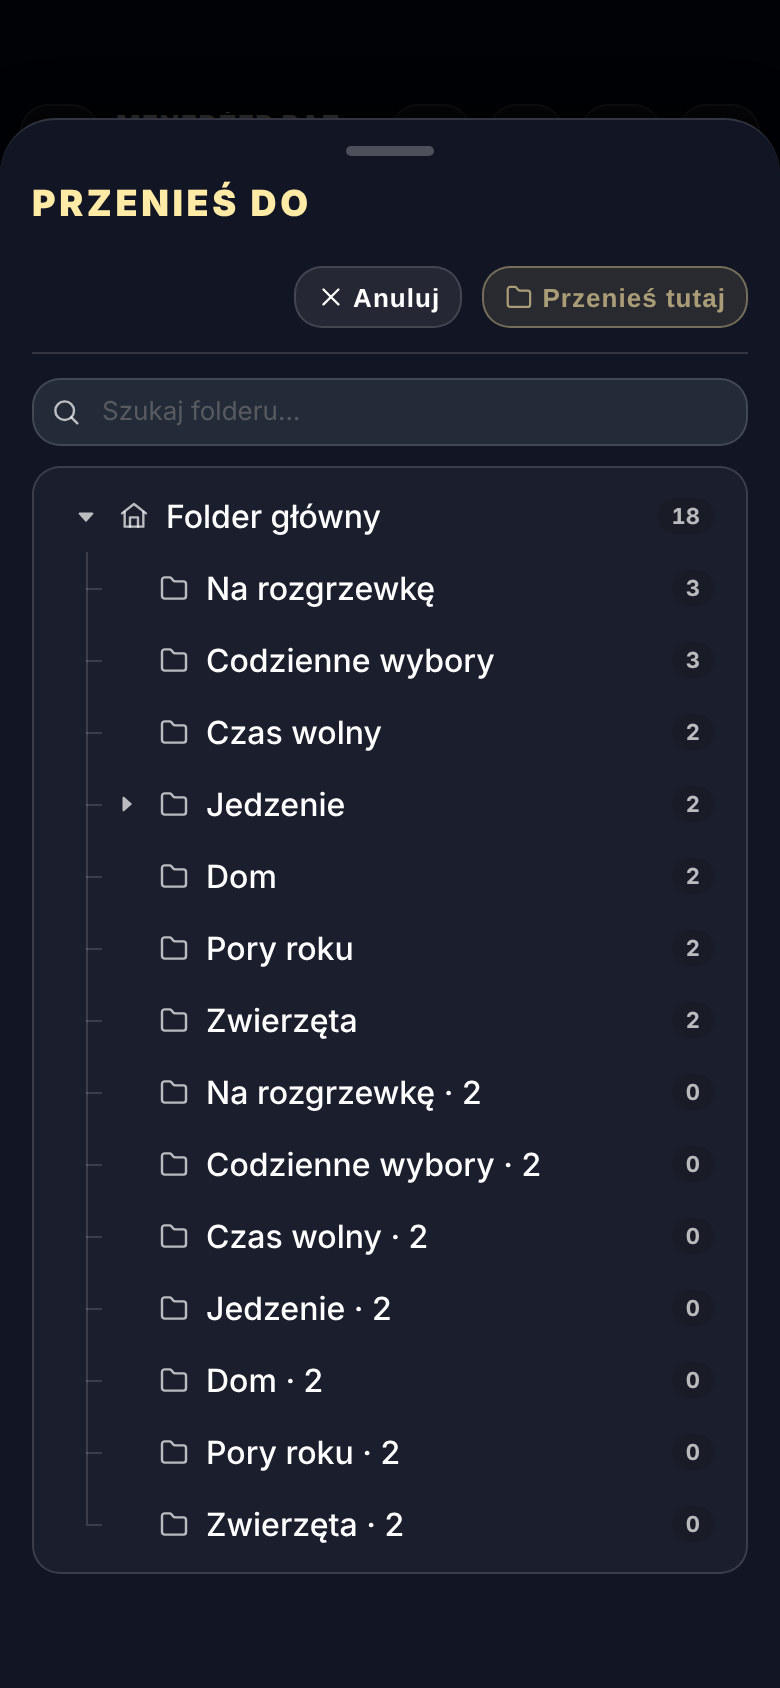 PRZENIEŚ DO
Anuluj
Przenieś tutaj
Szukaj folderu...
Folder główny 18
Na rozgrzewkę 3
Codzienne wybory 3
Czas wolny 2
Jedzenie 2
Dom 2
Pory roku 2
Zwierzęta 2
Na rozgrzewkę · 2 0
Codzienne wybory · 2 0
Czas wolny · 2 0
Jedzenie · 2 0
Dom · 2 0
Pory roku · 2 0
Zwierzęta · 2 0